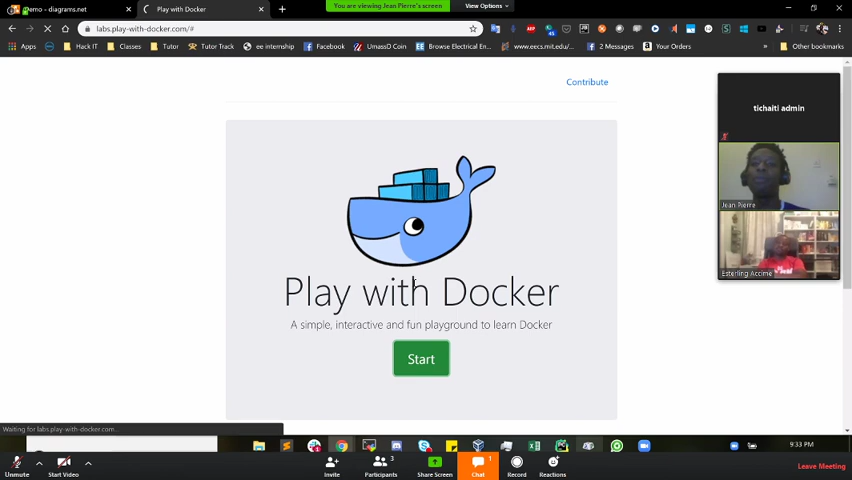 Demo - diagrams.net
Play with Docker
You are viewing Jean Pierre's screen
View Options
labs.play-with-docker.com/#
Apps
Hack IT
Classes
Tutor
Tutor Track
ee internship
Facebook
UmassD Coin
Browse Electrical En...
www.eecs.mit.edu/...
2 Messages
Your Orders
Other bookmarks
Contribute
tichaiti admin
Jean Pierre
Esterling Accime
Play with Docker
A simple, interactive and fun playground to learn Docker
Start
Waiting for labs.play-with-docker.com...
9:33 PM
Unmute
Start Video
Invite
Participants
3
Share Screen
Chat
1
Record
Reactions
Leave Meeting